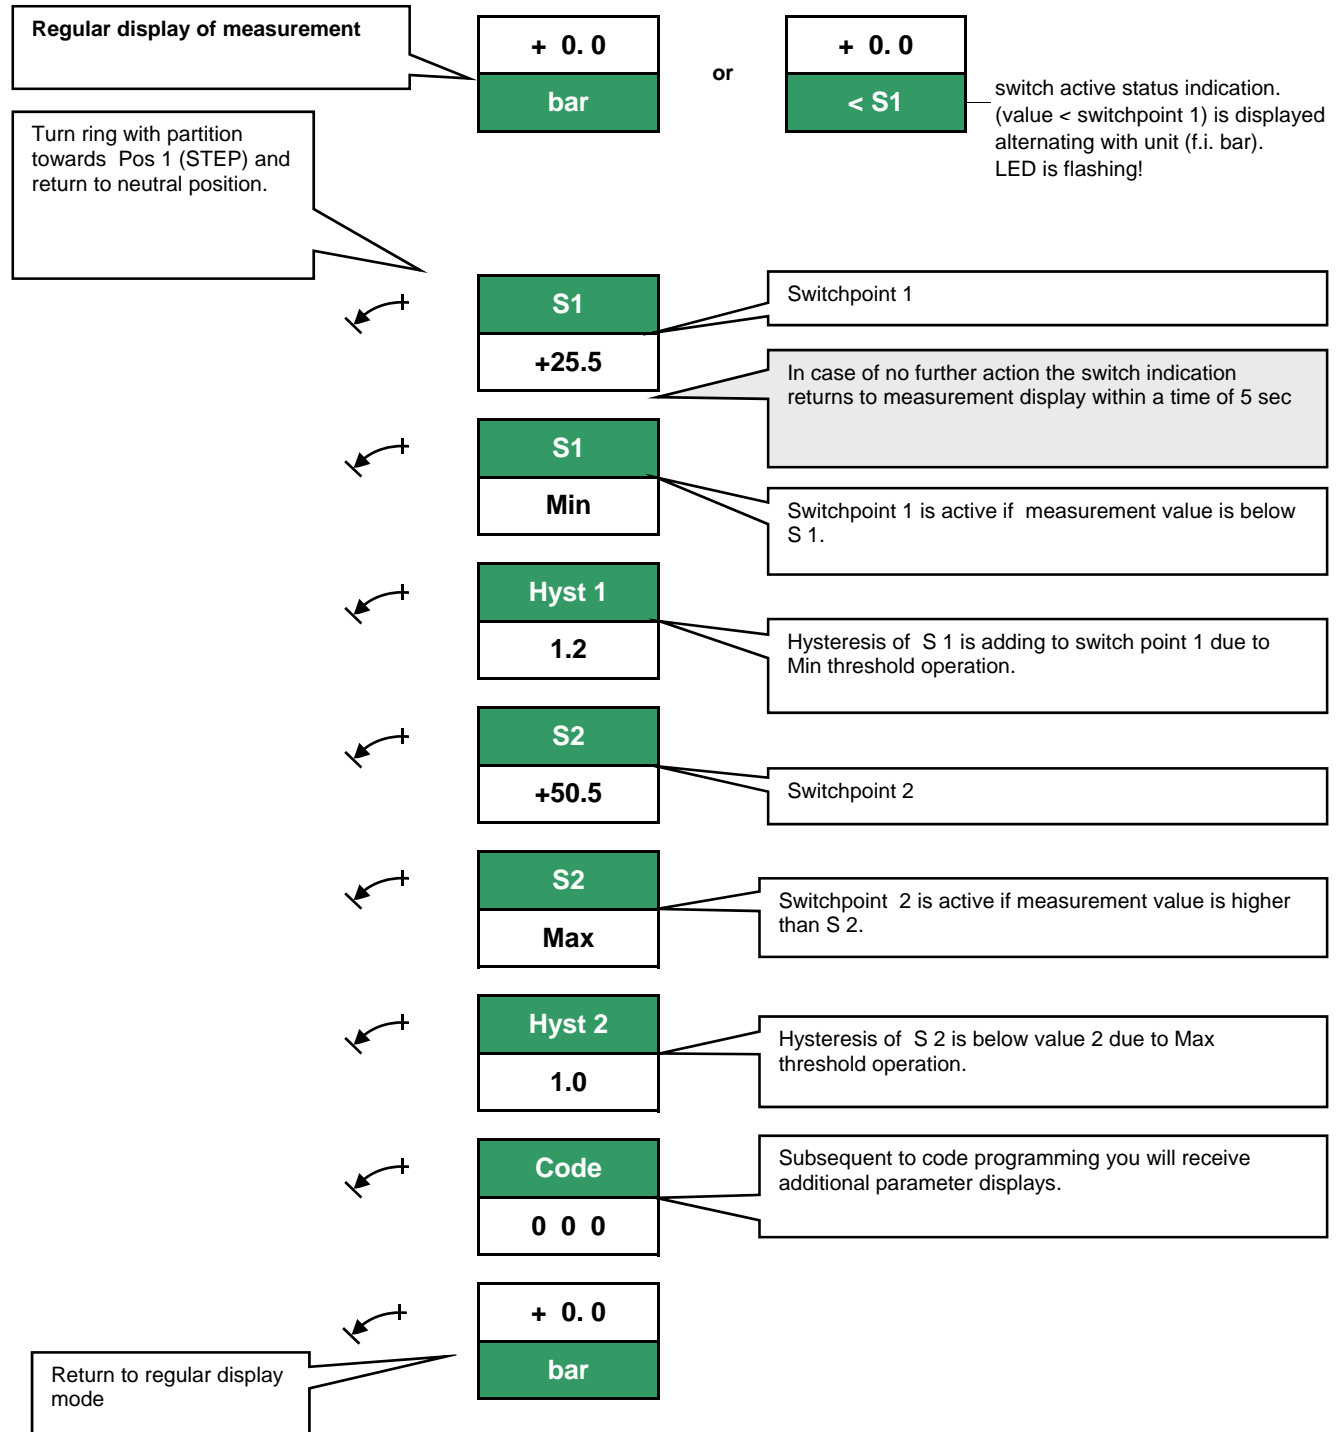 Regular display of measurement
+ 0. 0
bar
or
+ 0. 0
< S1
switch active status indication.
(value < switchpoint 1) is displayed
alternating with unit (f.i. bar).
LED is flashing!
Turn ring with partition
towards Pos 1 (STEP) and
return to neutral position.
S1
+25.5
Switchpoint 1
In case of no further action the switch indication
returns to measurement display within a time of 5 sec
S1
Min
Switchpoint 1 is active if measurement value is below
S 1.
Hyst 1
1.2
Hysteresis of S 1 is adding to switch point 1 due to
Min threshold operation.
S2
+50.5
Switchpoint 2
S2
Max
Switchpoint 2 is active if measurement value is higher
than S 2.
Hyst 2
1.0
Hysteresis of S 2 is below value 2 due to Max
threshold operation.
Code
0 0 0
Subsequent to code programming you will receive
additional parameter displays.
+ 0. 0
bar
Return to regular display
mode